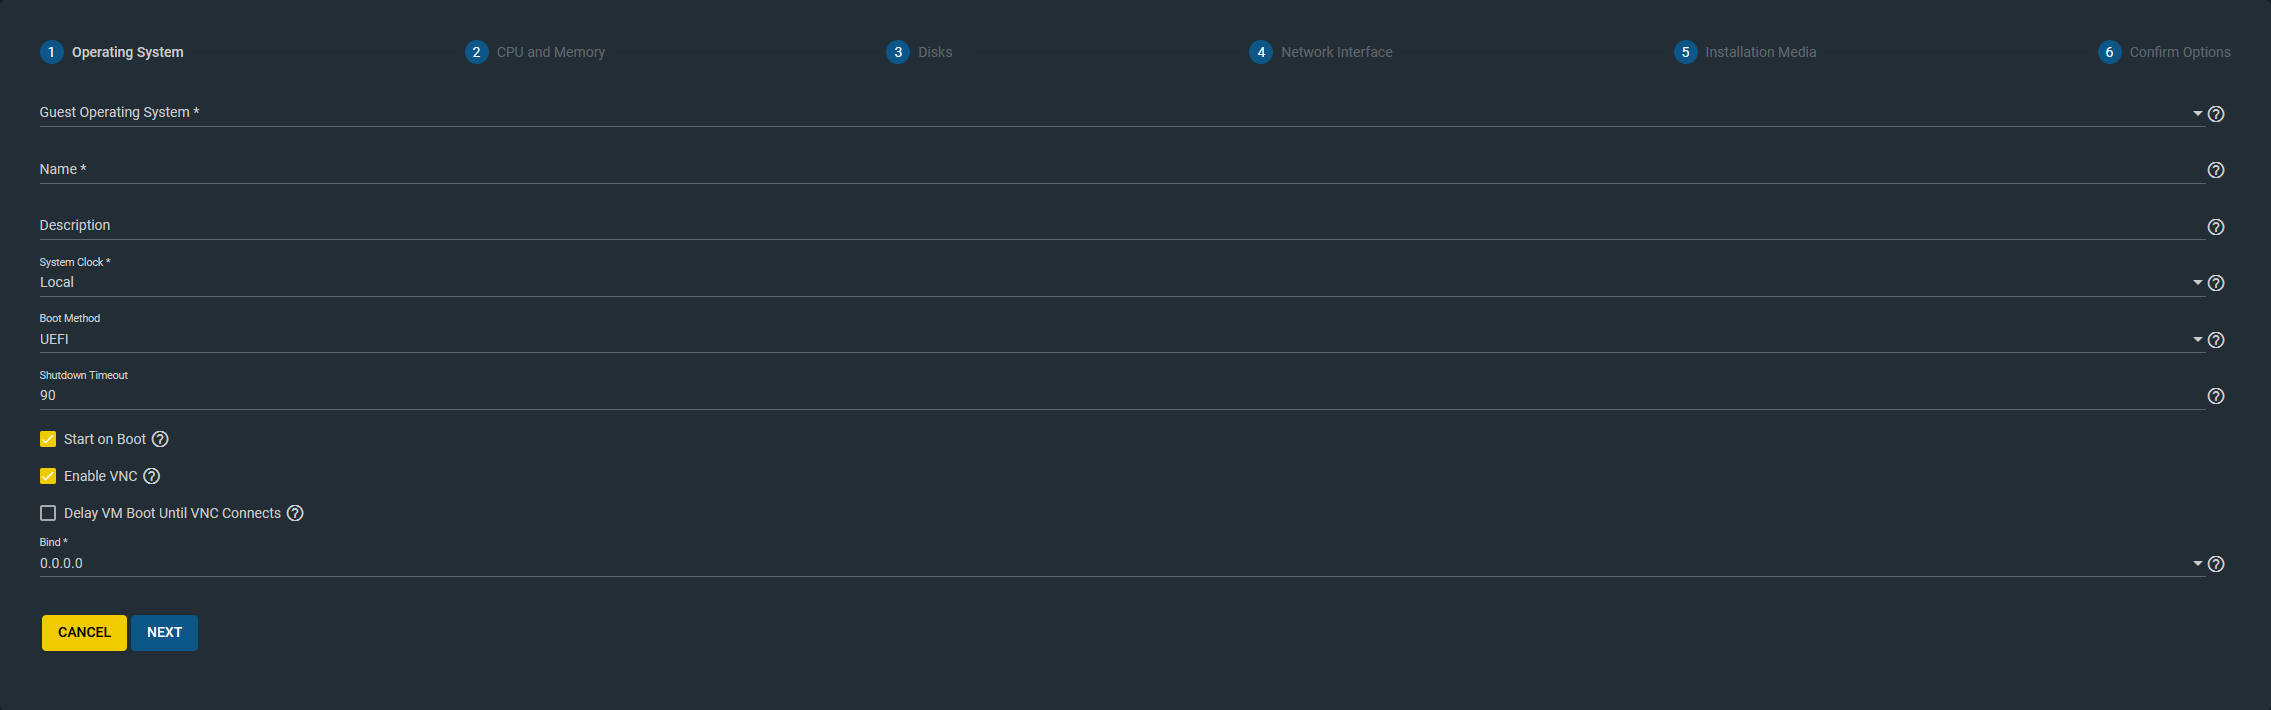 1 Operating System 2 CPU and Memory 3 Disks 4 Network Interface 5 Installation Media 6 Confirm Options
Guest Operating System *
Name *
Description
System Clock *
Local
Boot Method
UEFI
Shutdown Timeout
90
Start on Boot
Enable VNC
Delay VM Boot Until VNC Connects
Bind *
0.0.0.0
CANCEL NEXT